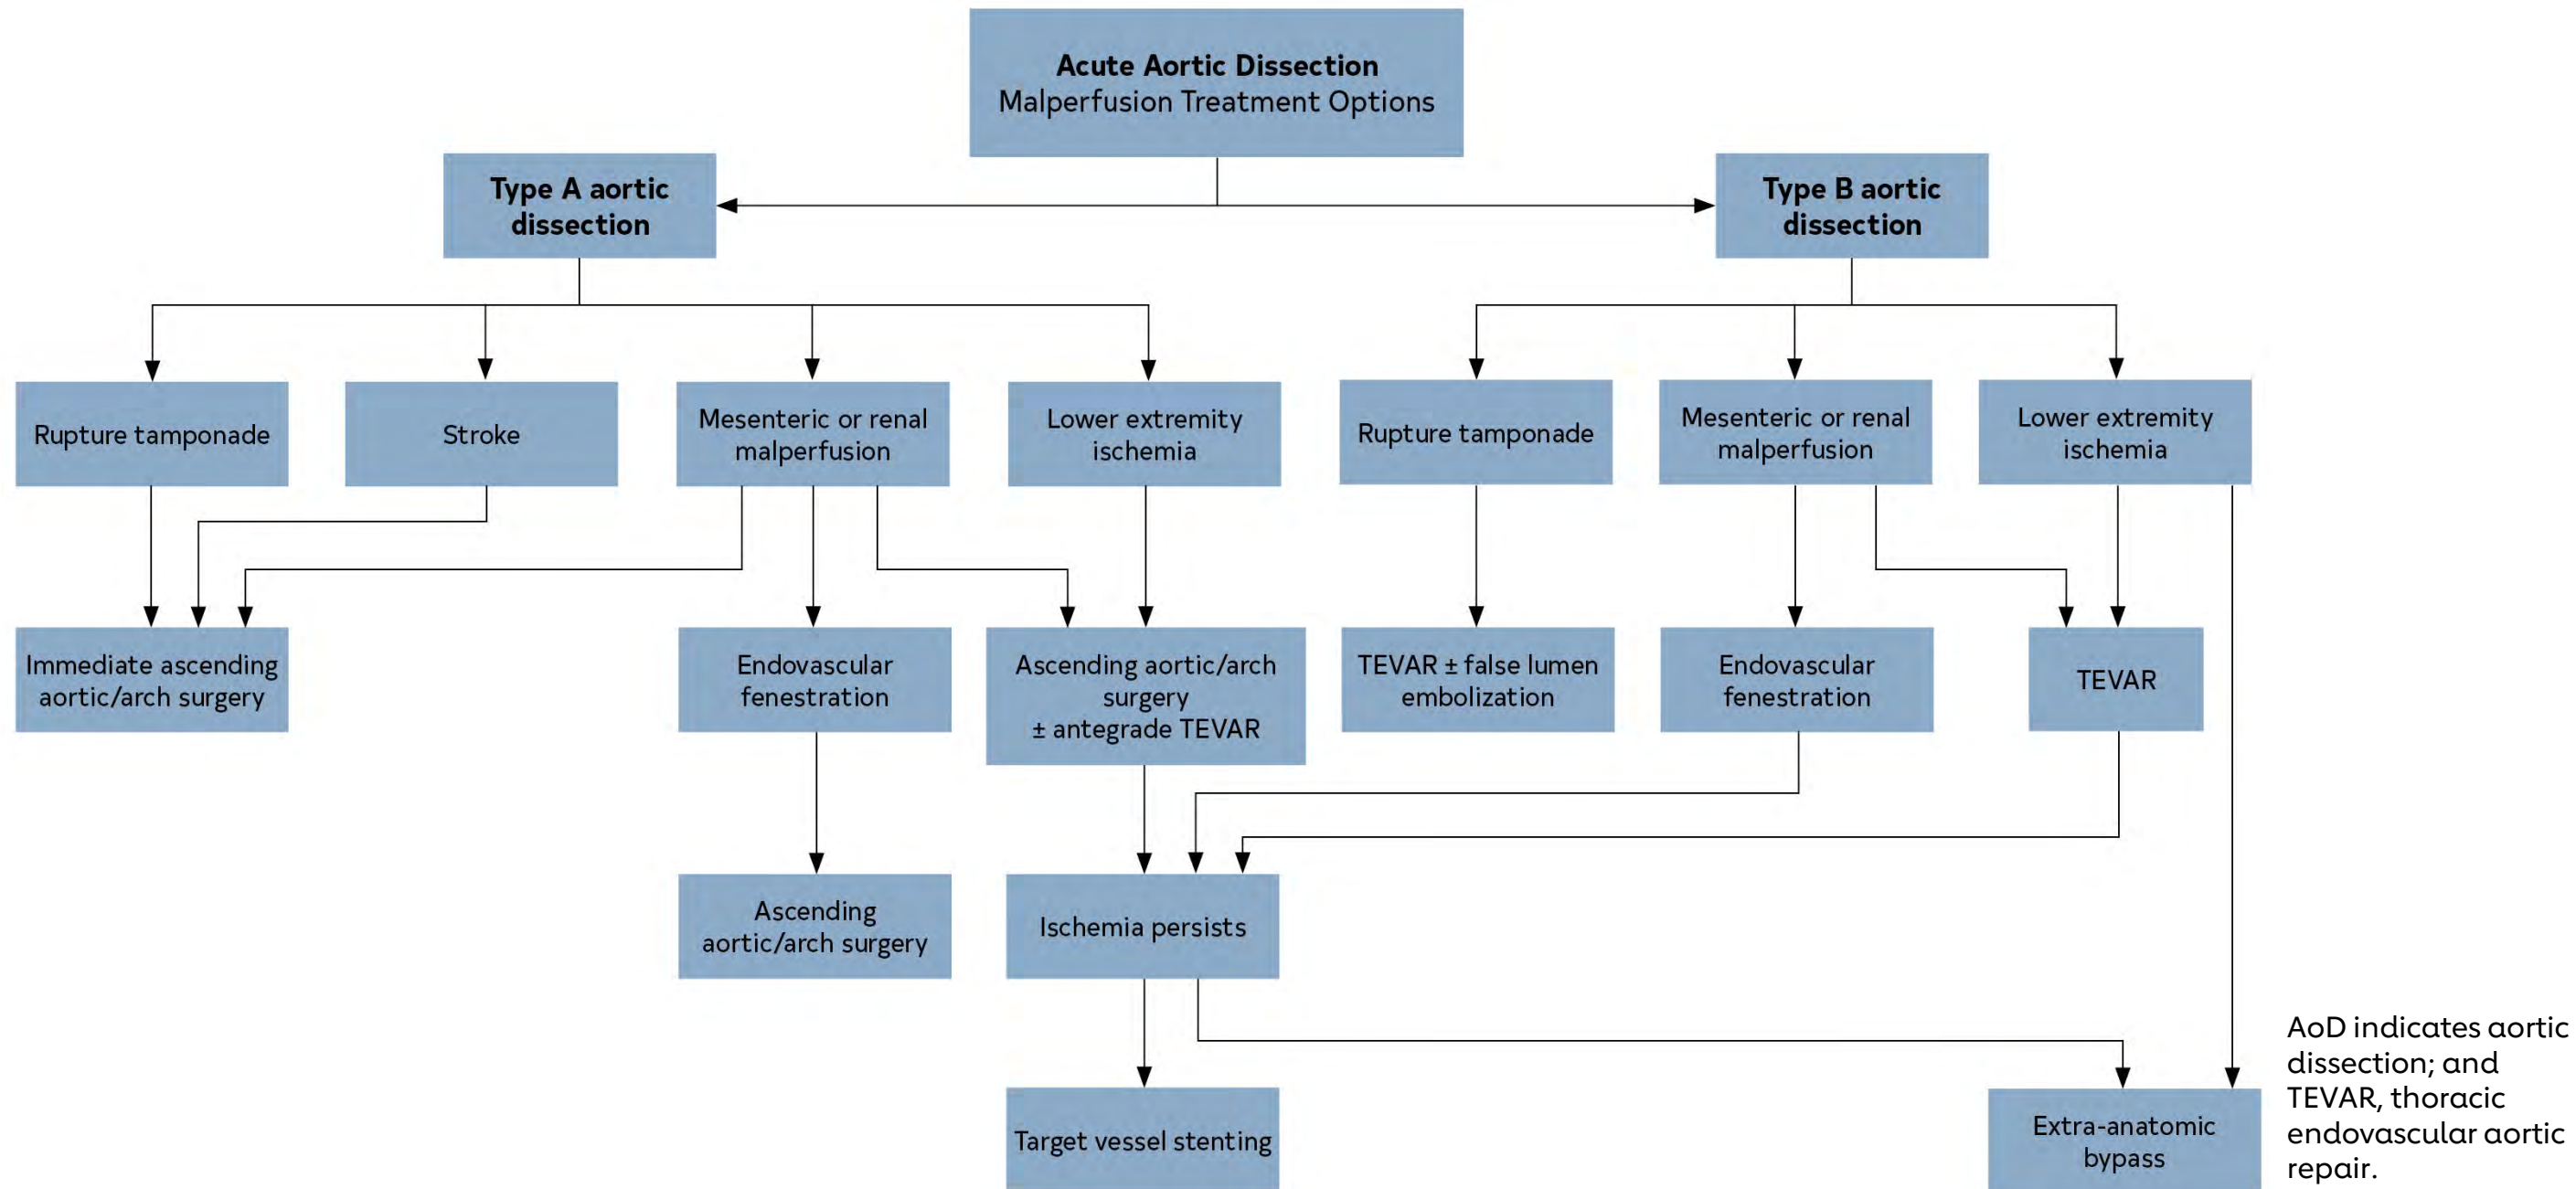 Acute Aortic Dissection
Malperfusion Treatment Options
Type A aortic
dissection
Type B aortic
dissection
Rupture tamponade
Stroke
Mesenteric or renal
malperfusion
Lower extremity
ischemia
Rupture tamponade
Mesenteric or renal
malperfusion
Lower extremity
ischemia
Immediate ascending
aortic/arch surgery
Endovascular
fenestration
Ascending aortic/arch
surgery
± antegrade TEVAR
TEVAR ± false lumen
embolization
Endovascular
fenestration
TEVAR
Ascending
aortic/arch surgery
Ischemia persists
Target vessel stenting
Extra-anatomic
bypass
AoD indicates aortic
dissection; and
TEVAR, thoracic
endovascular aortic
repair.